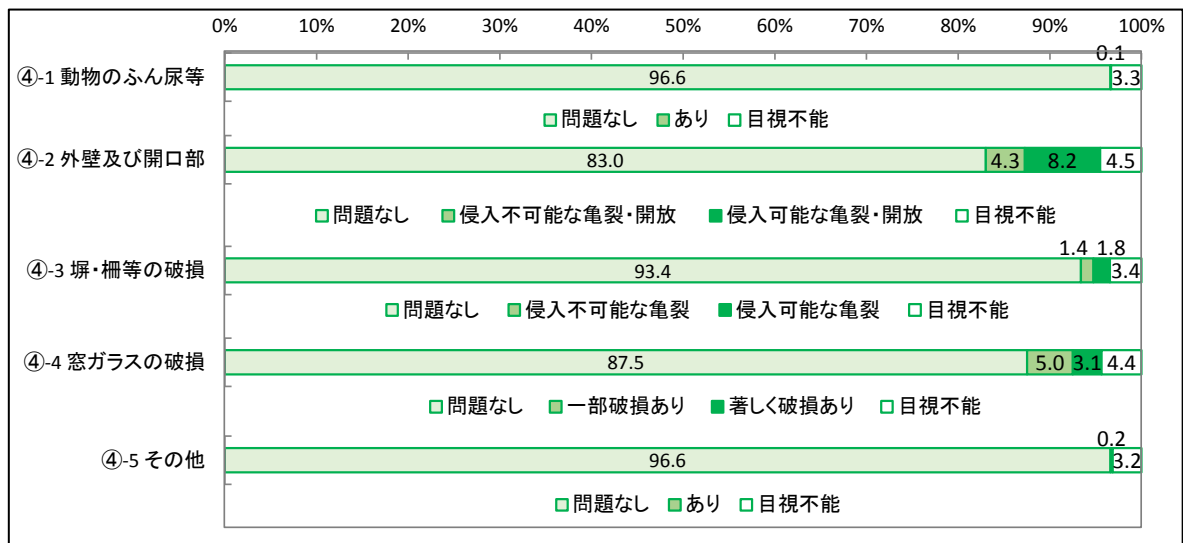 0% 10% 20% 30% 40% 50% 60% 70% 80% 90% 100%
0.1
④-1 動物のふん尿等 96.6 3.3
問題なし あり 目視不能
④-2 外壁及び開口部 83.0 4.3 8.2 4.5
問題なし 侵入不可能な亀裂・開放 侵入可能な亀裂・開放 目視不能
1.4 1.8
④-3 塀・柵等の破損 93.4 3.4
問題なし 侵入不可能な亀裂 侵入可能な亀裂 目視不能
④-4 窓ガラスの破損 87.5 5.0 3.1 4.4
問題なし 一部破損あり 著しく破損あり 目視不能
0.2
④-5 その他 96.6 3.2
問題なし あり 目視不能